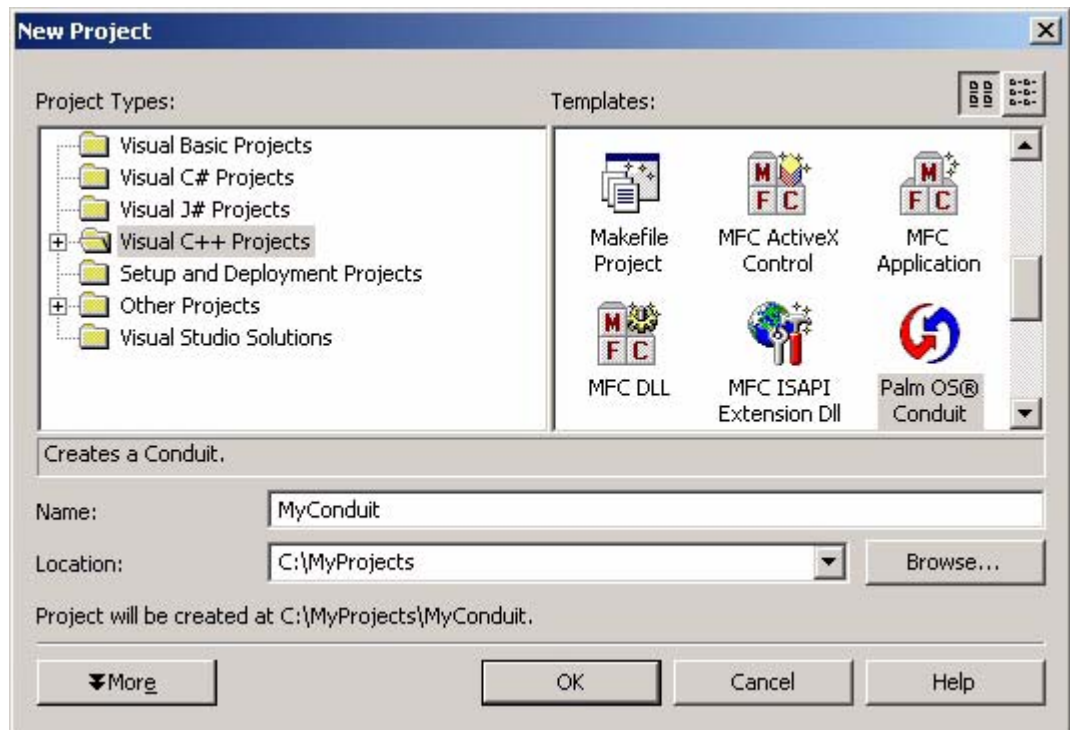 New Project
Project Types:
Templates:
Visual Basic Projects
Visual C# Projects
Visual J# Projects
Visual C++ Projects
Setup and Deployment Projects
Other Projects
Visual Studio Solutions
Makefile
Project
MFC ActiveX
Control
MFC
Application
MFC DLL
MFC ISAPI
Extension Dll
Palm OS®
Conduit
Creates a Conduit.
Name:
MyConduit
Location:
C:\MyProjects
Browse...
Project will be created at C:\MyProjects\MyConduit.
More
OK
Cancel
Help